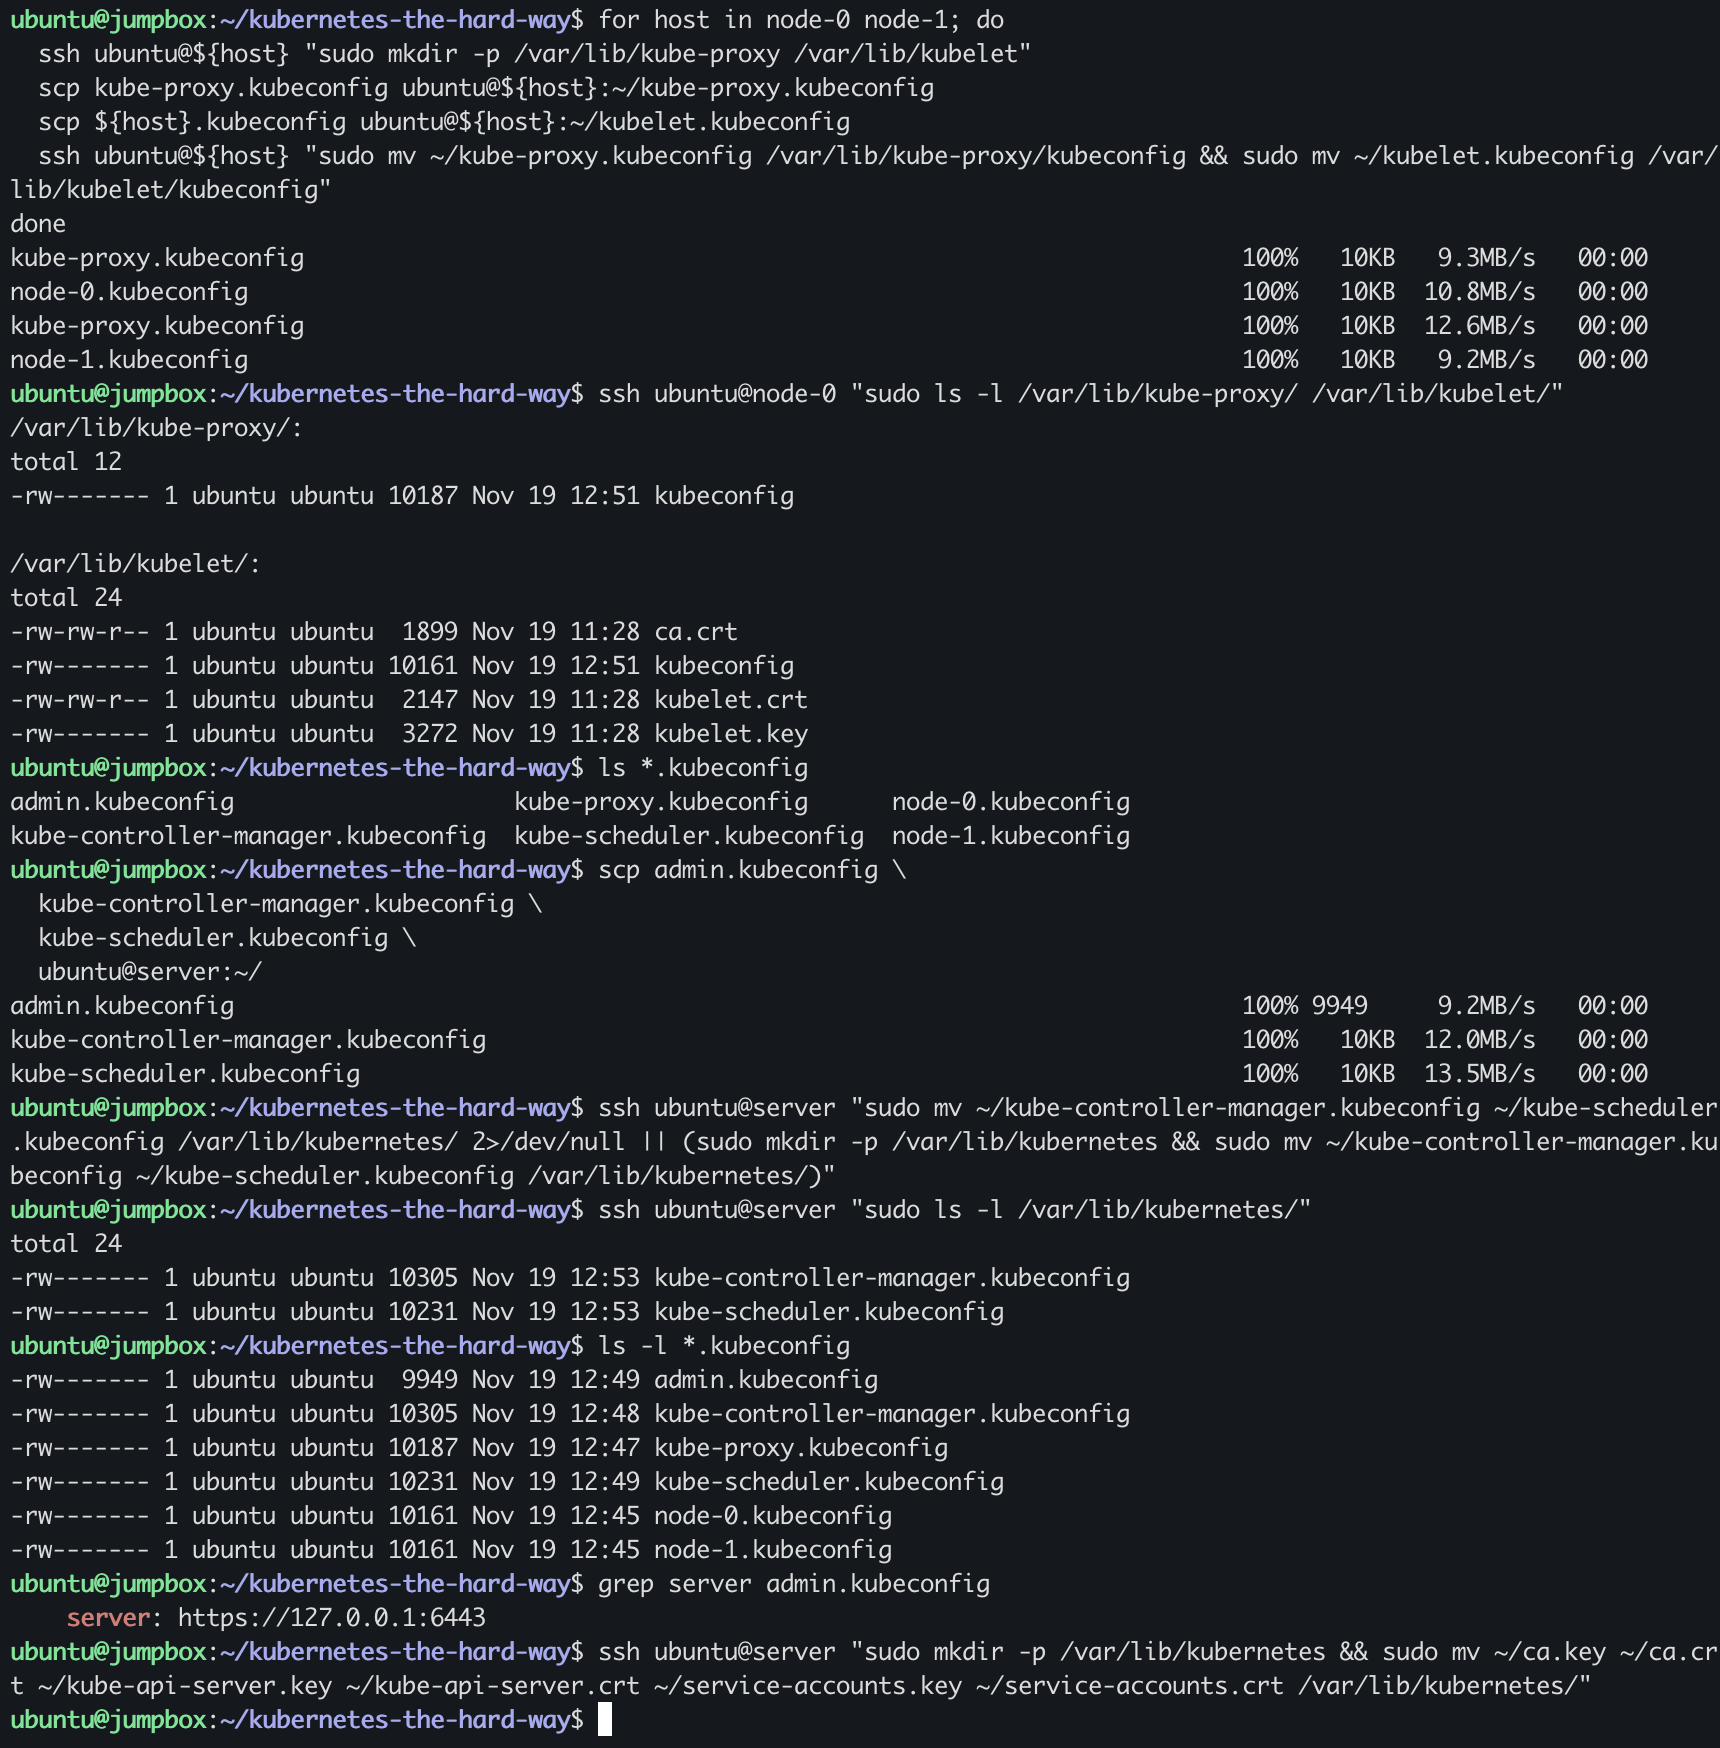 ubuntu@jumpbox:~/kubernetes-the-hard-way$ for host in node-0 node-1; do
  ssh ubuntu@${host} "sudo mkdir -p /var/lib/kube-proxy /var/lib/kubelet"
  scp kube-proxy.kubeconfig ubuntu@${host}:~/kube-proxy.kubeconfig
  scp ${host}.kubeconfig ubuntu@${host}:~/kubelet.kubeconfig
  ssh ubuntu@${host} "sudo mv ~/kube-proxy.kubeconfig /var/lib/kube-proxy/kubeconfig && sudo mv ~/kubelet.kubeconfig /var/
lib/kubelet/kubeconfig"
done
kube-proxy.kubeconfig                                                                   100%   10KB   9.3MB/s   00:00
node-0.kubeconfig                                                                       100%   10KB  10.8MB/s   00:00
kube-proxy.kubeconfig                                                                   100%   10KB  12.6MB/s   00:00
node-1.kubeconfig                                                                       100%   10KB   9.2MB/s   00:00
ubuntu@jumpbox:~/kubernetes-the-hard-way$ ssh ubuntu@node-0 "sudo ls -l /var/lib/kube-proxy/ /var/lib/kubelet/"
/var/lib/kube-proxy/:
total 12
-rw------- 1 ubuntu ubuntu 10187 Nov 19 12:51 kubeconfig

/var/lib/kubelet/:
total 24
-rw-rw-r-- 1 ubuntu ubuntu  1899 Nov 19 11:28 ca.crt
-rw------- 1 ubuntu ubuntu 10161 Nov 19 12:51 kubeconfig
-rw-rw-r-- 1 ubuntu ubuntu  2147 Nov 19 11:28 kubelet.crt
-rw------- 1 ubuntu ubuntu  3272 Nov 19 11:28 kubelet.key
ubuntu@jumpbox:~/kubernetes-the-hard-way$ ls *.kubeconfig
admin.kubeconfig                    kube-proxy.kubeconfig      node-0.kubeconfig
kube-controller-manager.kubeconfig  kube-scheduler.kubeconfig  node-1.kubeconfig
ubuntu@jumpbox:~/kubernetes-the-hard-way$ scp admin.kubeconfig \
  kube-controller-manager.kubeconfig \
  kube-scheduler.kubeconfig \
  ubuntu@server:~/
admin.kubeconfig                                                                        100% 9949     9.2MB/s   00:00
kube-controller-manager.kubeconfig                                                      100%   10KB  12.0MB/s   00:00
kube-scheduler.kubeconfig                                                               100%   10KB  13.5MB/s   00:00
ubuntu@jumpbox:~/kubernetes-the-hard-way$ ssh ubuntu@server "sudo mv ~/kube-controller-manager.kubeconfig ~/kube-scheduler
.kubeconfig /var/lib/kubernetes/ 2>/dev/null || (sudo mkdir -p /var/lib/kubernetes && sudo mv ~/kube-controller-manager.ku
beconfig ~/kube-scheduler.kubeconfig /var/lib/kubernetes/)"
ubuntu@jumpbox:~/kubernetes-the-hard-way$ ssh ubuntu@server "sudo ls -l /var/lib/kubernetes/"
total 24
-rw------- 1 ubuntu ubuntu 10305 Nov 19 12:53 kube-controller-manager.kubeconfig
-rw------- 1 ubuntu ubuntu 10231 Nov 19 12:53 kube-scheduler.kubeconfig
ubuntu@jumpbox:~/kubernetes-the-hard-way$ ls -l *.kubeconfig
-rw------- 1 ubuntu ubuntu  9949 Nov 19 12:49 admin.kubeconfig
-rw------- 1 ubuntu ubuntu 10305 Nov 19 12:48 kube-controller-manager.kubeconfig
-rw------- 1 ubuntu ubuntu 10187 Nov 19 12:47 kube-proxy.kubeconfig
-rw------- 1 ubuntu ubuntu 10231 Nov 19 12:49 kube-scheduler.kubeconfig
-rw------- 1 ubuntu ubuntu 10161 Nov 19 12:45 node-0.kubeconfig
-rw------- 1 ubuntu ubuntu 10161 Nov 19 12:45 node-1.kubeconfig
ubuntu@jumpbox:~/kubernetes-the-hard-way$ grep server admin.kubeconfig
    server: https://127.0.0.1:6443
ubuntu@jumpbox:~/kubernetes-the-hard-way$ ssh ubuntu@server "sudo mkdir -p /var/lib/kubernetes && sudo mv ~/ca.key ~/ca.cr
t ~/kube-api-server.key ~/kube-api-server.crt ~/service-accounts.key ~/service-accounts.crt /var/lib/kubernetes/"
ubuntu@jumpbox:~/kubernetes-the-hard-way$